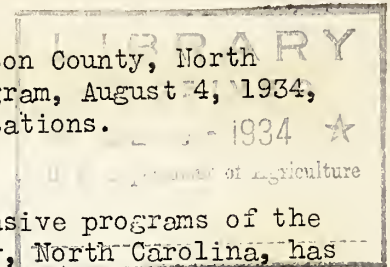 LIBRARY
on County, North
gram, August 4, 1934,
ations.
1934 ☆
of Agriculture
sive programs of the
, North Carolina, has